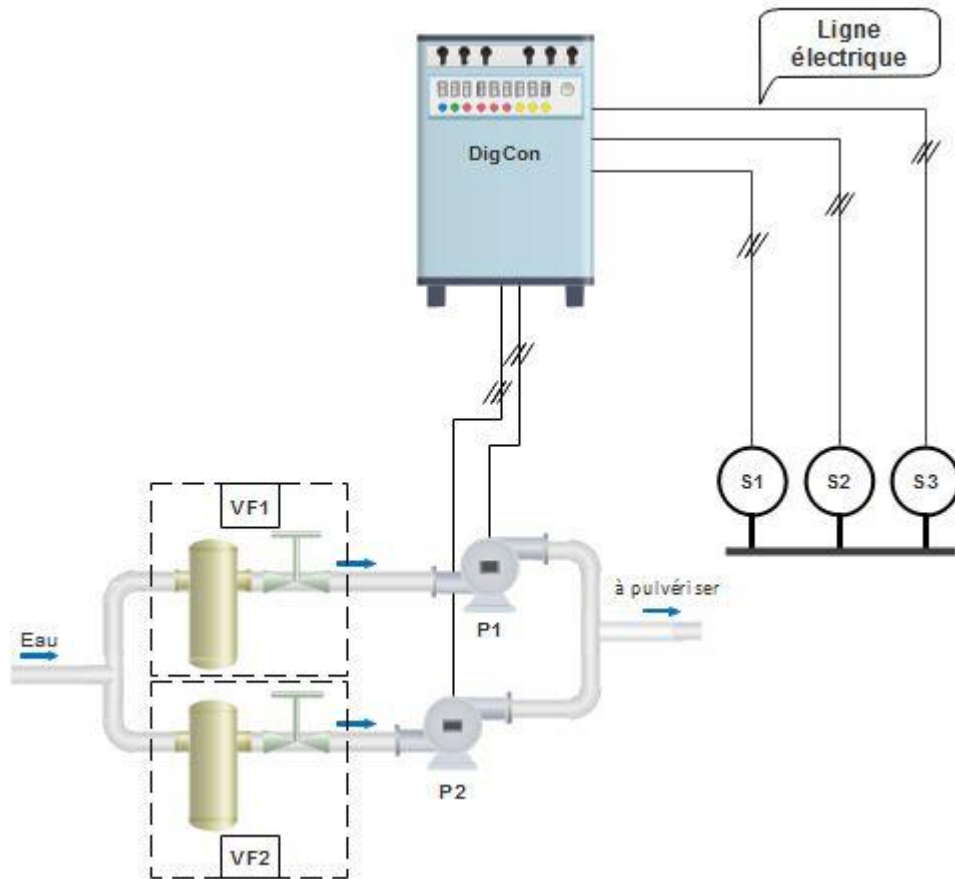 Ligne
électrique
DigCon
S1
S2
S3
VF1
à pulvériser
P1
Eau
P2
VF2